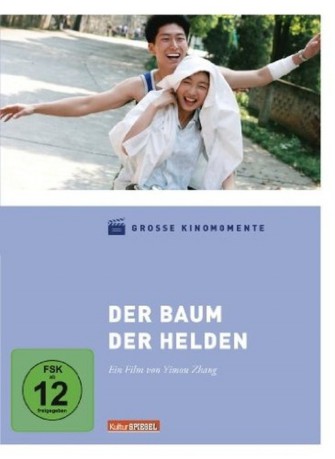 GROSSE KINOMOMENTE
DER BAUM
DER HELDEN
Ein Film von Yimou Zhang
FSK
ab
12
freigegeben
KulturSPIEGEL